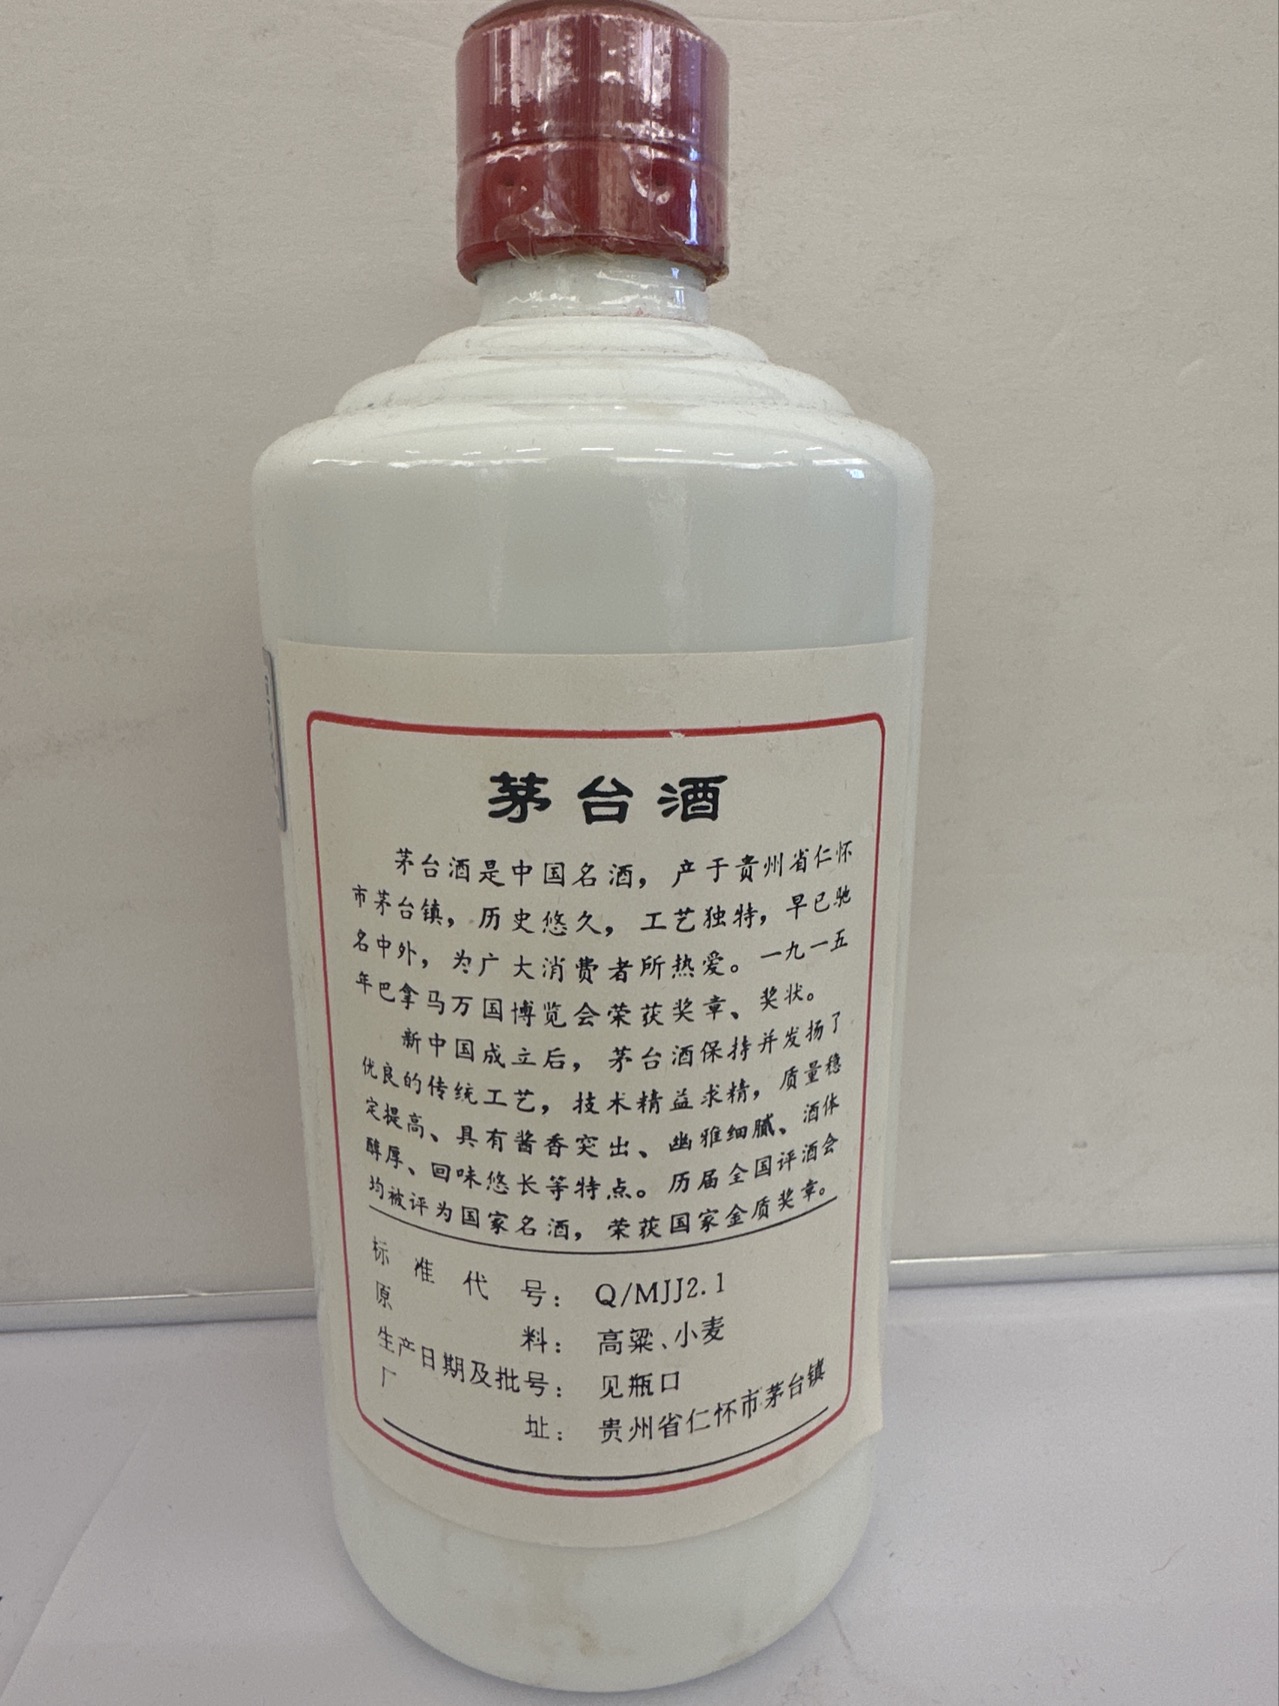 茅台酒
茅台酒是中国名酒，产于贵州省仁怀
市茅台镇，历史悠久，工艺独特，早已驰
名中外，为广大消费者所热爱。一九一五
年巴拿马万国博览会荣获奖章、奖状。
新中国成立后，茅台酒保持并发扬了
优良的传统工艺，技术精益求精，质量稳
定提高、具有酱香突出、幽雅细腻、酒体
醇厚、回味悠长等特点。历届全国评酒会
均被评为国家名酒，荣获国家金质奖章。
标准代号：Q/MJJ2.1
原料：高粱、小麦
生产日期及批号：见瓶口
厂址：贵州省仁怀市茅台镇